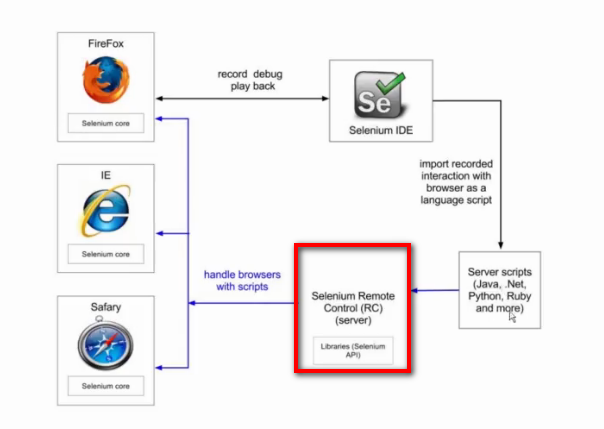 FireFox
Selenium core
record debug
play back
Se
Selenium IDE
import recorded
interaction with
browser as a
language script
IE
Selenium core
handle browsers
with scripts
Selenium Remote
Control (RC)
(server)
Libraries (Selenium
API)
Server scripts
(Java, .Net,
Python, Ruby
and more)
Safary
Selenium core